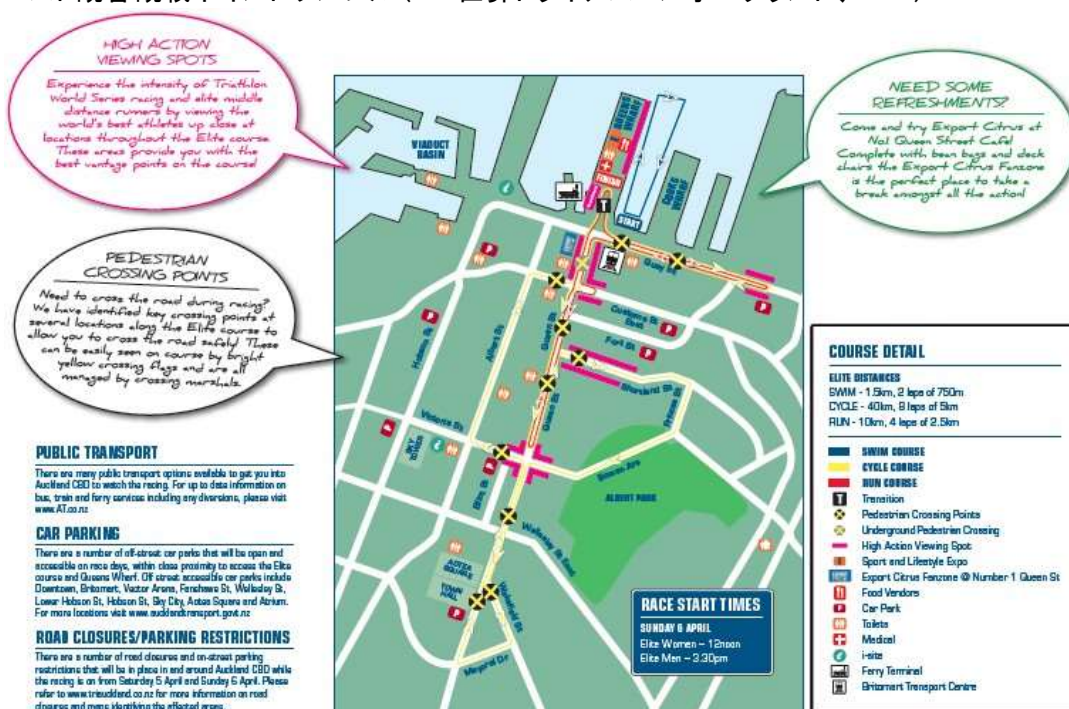 HIGH ACTION
VIEWING SPOTS
Experience the intensity of Triathlon
World Series racing and elite middle
distance runners by viewing the
world's best athletes up close at
locations throughout the Elite course
These areas provide you with the
best vantage points on the course!
NEED SOME
REFRESHMENTS?
Come and try Export Citrus at
No1 Queen Street Cafe!
Complete with bean bags and deck
chairs the Export Citrus Fanzone
is the perfect place to take a
break amongst all the action!
PEDESTRIAN
CROSSING POINTS
Need to cross the road during racing?
We have identified key crossing points at
several locations along the Elite course to
allow you to cross the road safely! These
can be easily seen on course by bright
yellow crossing flags and are all
managed by crossing marshals.
PUBLIC TRANSPORT
There are many public transport options available to get you into
Auckland CBD to watch the racing. For up to date information on
bus, train and ferry services including any diversions, please visit
www.AT.co.nz
CAR PARKING
There are a number of off-street car parks that will be open and
accessible on race days, within close proximity to access the Elite
course and Queens Wharf. Off street accessible car parks include
Downtown, Britomart, Vector Arena, Fanshawe St, Wellesley St,
Lower Hobson St, Hobson St, Sky City, Aotea Square and Atrium.
For more locations visit www.aucklandtransport.govt.nz
ROAD CLOSURES/PARKING RESTRICTIONS
There are a number of road closures and on-street parking
restrictions that will be in place in and around Auckland CBD while
the racing is on from Saturday 5 April and Sunday 6 April. Please
refer to www.triauckland.co.nz for more information on road
closures and maps identifying the affected areas.
VIADUCT
BASIN
QUEENS
WHARF
FINISH
T
START
COOKS
WHARF
Quay St
Customs St
East
Fort St
Shortland St
Princes St
Bowen Ave
ALBERT PARK
Hobson St
Albert St
Queen St
Queen St
Victoria St
SKY
TOWER
Elliott St
Wellesley St East
AOTEA
SQUARE
TOWN
HALL
Wakefield St
Mayoral Dr
RACE START TIMES
SUNDAY 6 APRIL
Elite Women – 12noon
Elite Men – 3.30pm
COURSE DETAIL
ELITE DISTANCES
SWIM - 1.5km, 2 laps of 750m
CYCLE - 40km, 8 laps of 5km
RUN - 10km, 4 laps of 2.5km
SWIM COURSE
CYCLE COURSE
RUN COURSE
Transition
Pedestrian Crossing Points
Underground Pedestrian Crossing
High Action Viewing Spot
Sport and Lifestyle Expo
Export Citrus Fanzone @ Number 1 Queen St
Food Vendors
Car Park
Toilets
Medical
i-site
Ferry Terminal
Britomart Transport Centre